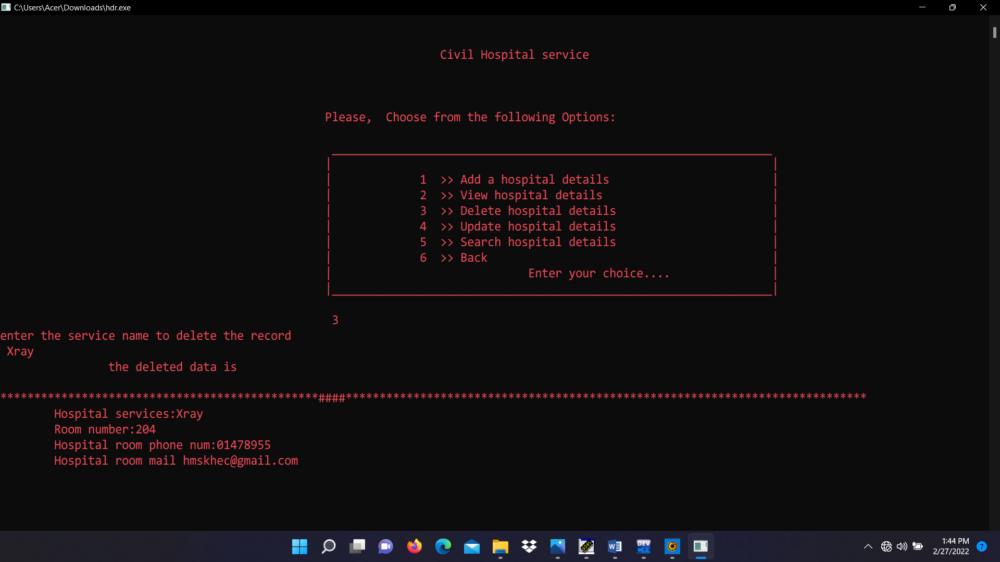 C:\Users\Acer\Downloads\hdr.exe
Civil Hospital service
Please,  Choose from the following Options:
1  >> Add a hospital details
2  >> View hospital details
3  >> Delete hospital details
4  >> Update hospital details
5  >> Search hospital details
6  >> Back
Enter your choice....
3
enter the service name to delete the record
Xray
the deleted data is
***********************************************####*****************************************************************************
Hospital services:Xray
Room number:204
Hospital room phone num:01478955
Hospital room mail hmskhec@gmail.com
W
DEV
C++
1:44 PM
2/27/2022
7